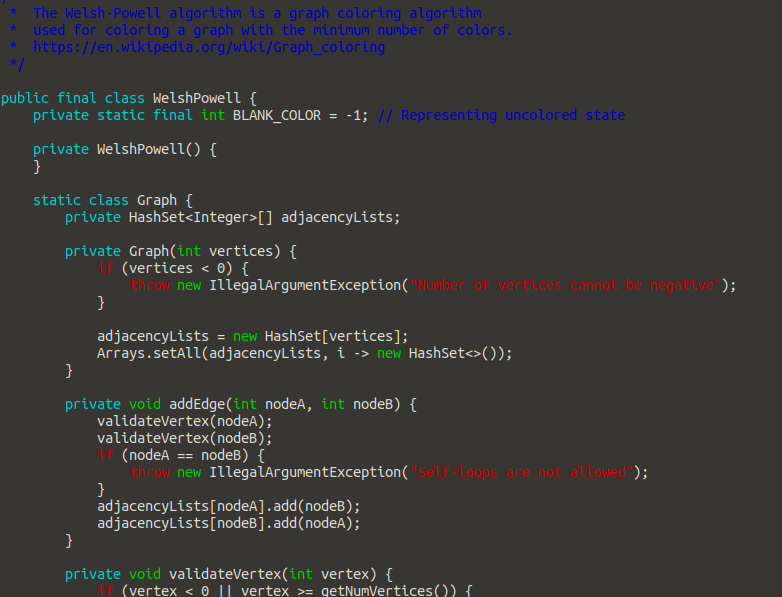 /
 *  The Welsh-Powell algorithm is a graph coloring algorithm
 *  used for coloring a graph with the minimum number of colors.
 *  https://en.wikipedia.org/wiki/Graph_coloring
 */
public final class WelshPowell {
    private static final int BLANK_COLOR = -1; // Representing uncolored state
    private WelshPowell() {
    }
    static class Graph {
        private HashSet<Integer>[] adjacencyLists;
        private Graph(int vertices) {
            if (vertices < 0) {
                throw new IllegalArgumentException("Number of vertices cannot be negative");
            }
            adjacencyLists = new HashSet[vertices];
            Arrays.setAll(adjacencyLists, i -> new HashSet<>());
        }
        private void addEdge(int nodeA, int nodeB) {
            validateVertex(nodeA);
            validateVertex(nodeB);
            if (nodeA == nodeB) {
                throw new IllegalArgumentException("Self-loops are not allowed");
            }
            adjacencyLists[nodeA].add(nodeB);
            adjacencyLists[nodeB].add(nodeA);
        }
        private void validateVertex(int vertex) {
            if (vertex < 0 || vertex >= getNumVertices()) {